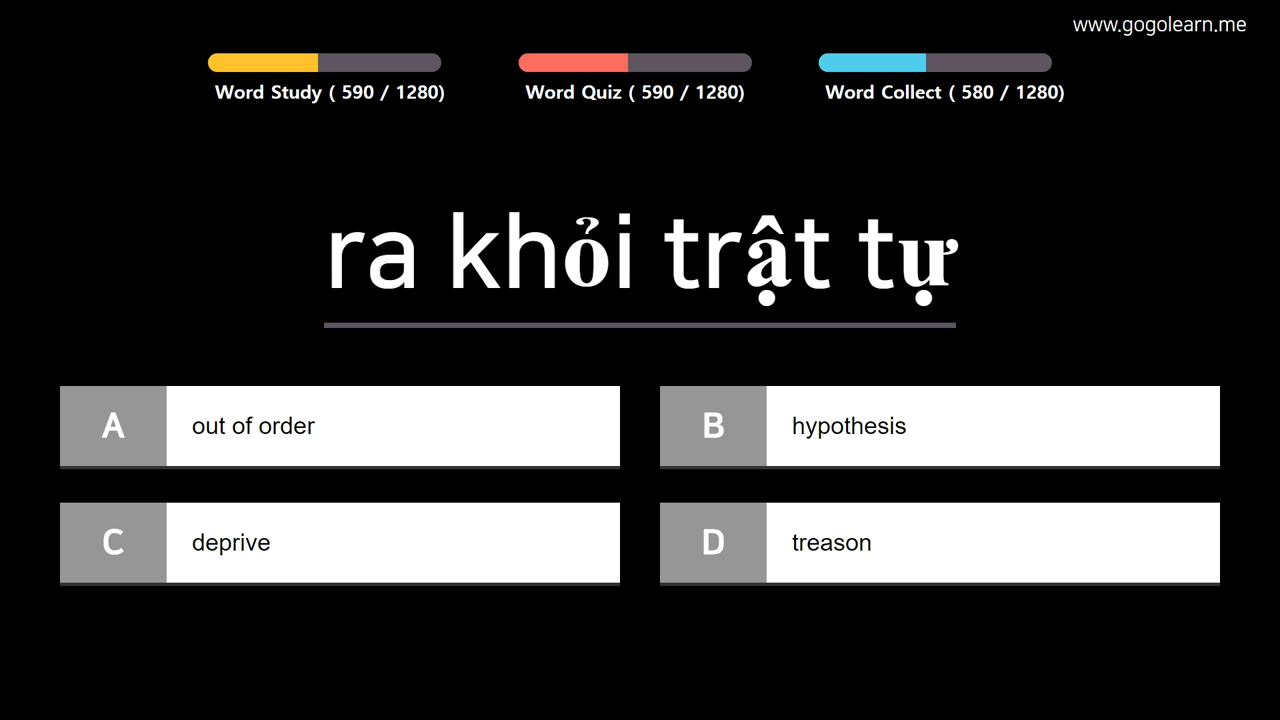 www.gogolearn.me
Word Study ( 590 / 1280)
Word Quiz ( 590 / 1280)
Word Collect ( 580 / 1280)
ra khỏi trật tự
A out of order
B hypothesis
C deprive
D treason